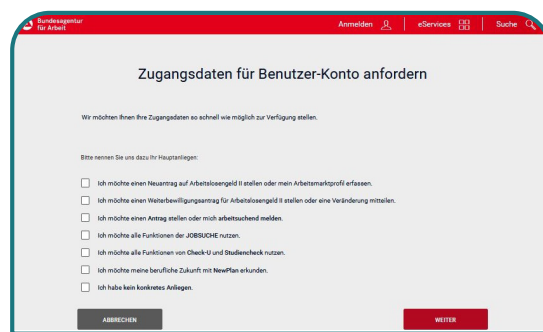 Bundesagentur
für Arbeit
Anmelden
eServices
Suche
Zugangsdaten für Benutzer-Konto anfordern
Wir möchten Ihnen Ihre Zugangsdaten so schnell wie möglich zur Verfügung stellen.
Bitte nennen Sie uns dazu Ihr Hauptanliegen:
Ich möchte einen Neuantrag auf Arbeitslosengeld II stellen oder mein Arbeitsmarktprofil erfassen.
Ich möchte einen Weiterbewilligungsantrag für Arbeitslosengeld II stellen oder eine Veränderung mitteilen.
Ich möchte einen Antrag stellen oder mich arbeitsuchend melden.
Ich möchte alle Funktionen der JOBSUCHE nutzen.
Ich möchte alle Funktionen von Check-U und Studiencheck nutzen.
Ich möchte meine berufliche Zukunft mit NewPlan erkunden.
Ich habe kein konkretes Anliegen.
ABBRECHEN
WEITER